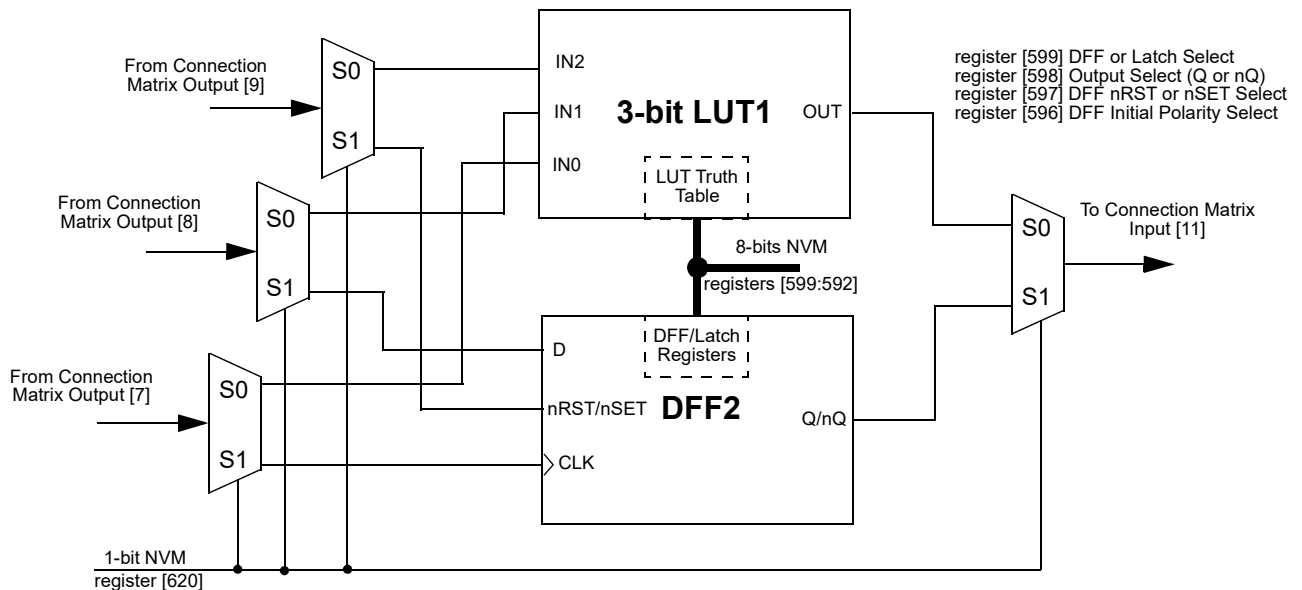 From Connection
Matrix Output [9]
S0
S1
IN2
IN1
IN0
3-bit LUT1
OUT
LUT Truth
Table
register [599] DFF or Latch Select
register [598] Output Select (Q or nQ)
register [597] DFF nRST or nSET Select
register [596] DFF Initial Polarity Select
From Connection
Matrix Output [8]
S0
S1
8-bits NVM
registers [599:592]
S0
S1
To Connection Matrix
Input [11]
From Connection
Matrix Output [7]
S0
S1
D
nRST/nSET
CLK
DFF/Latch
Registers
DFF2
Q/nQ
1-bit NVM
register [620]